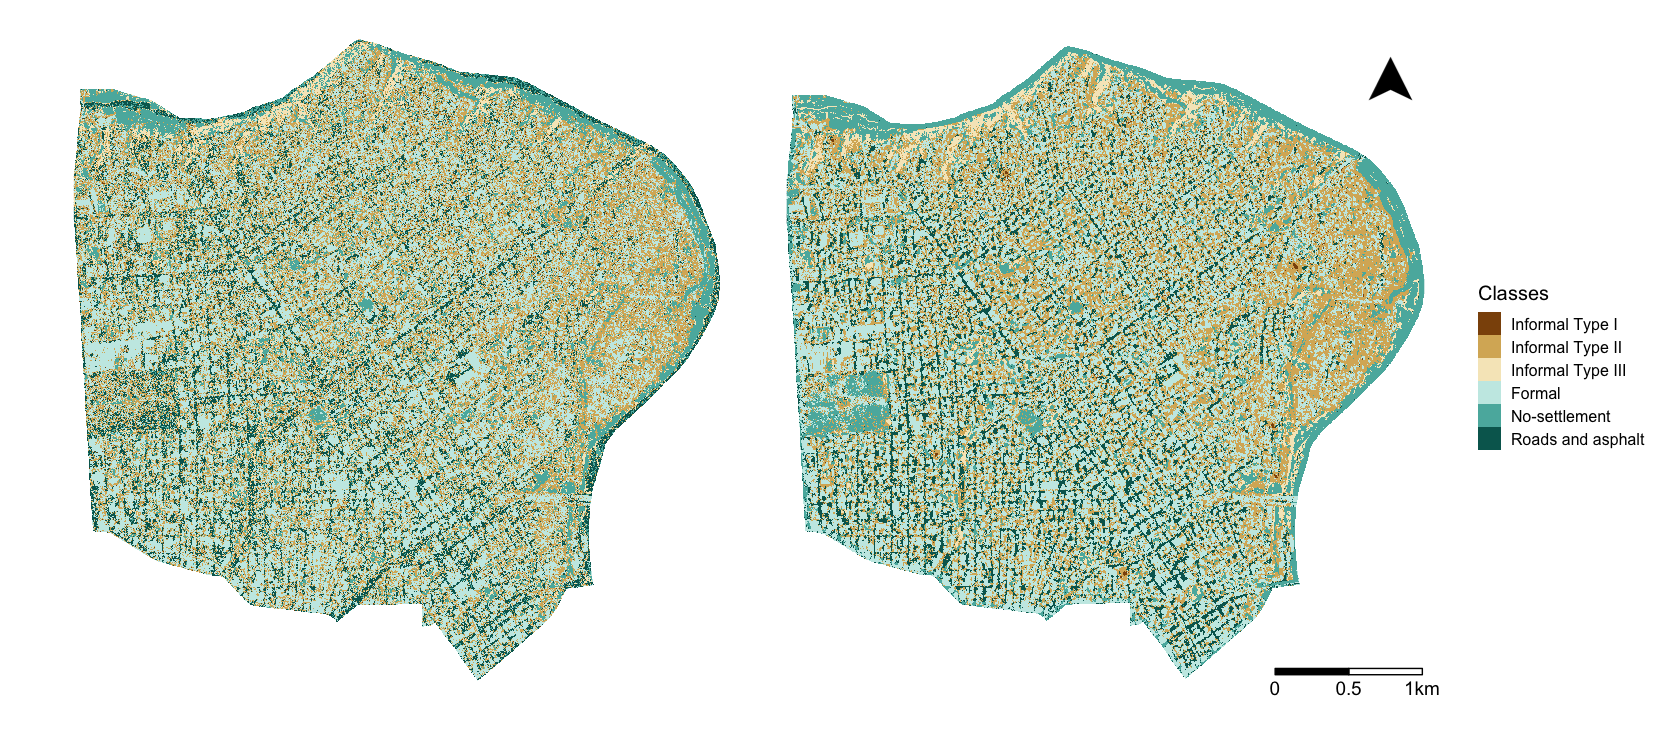 Classes
Informal Type I
Informal Type II
Informal Type III
Formal
No-settlement
Roads and asphalt
0 0.5 1km